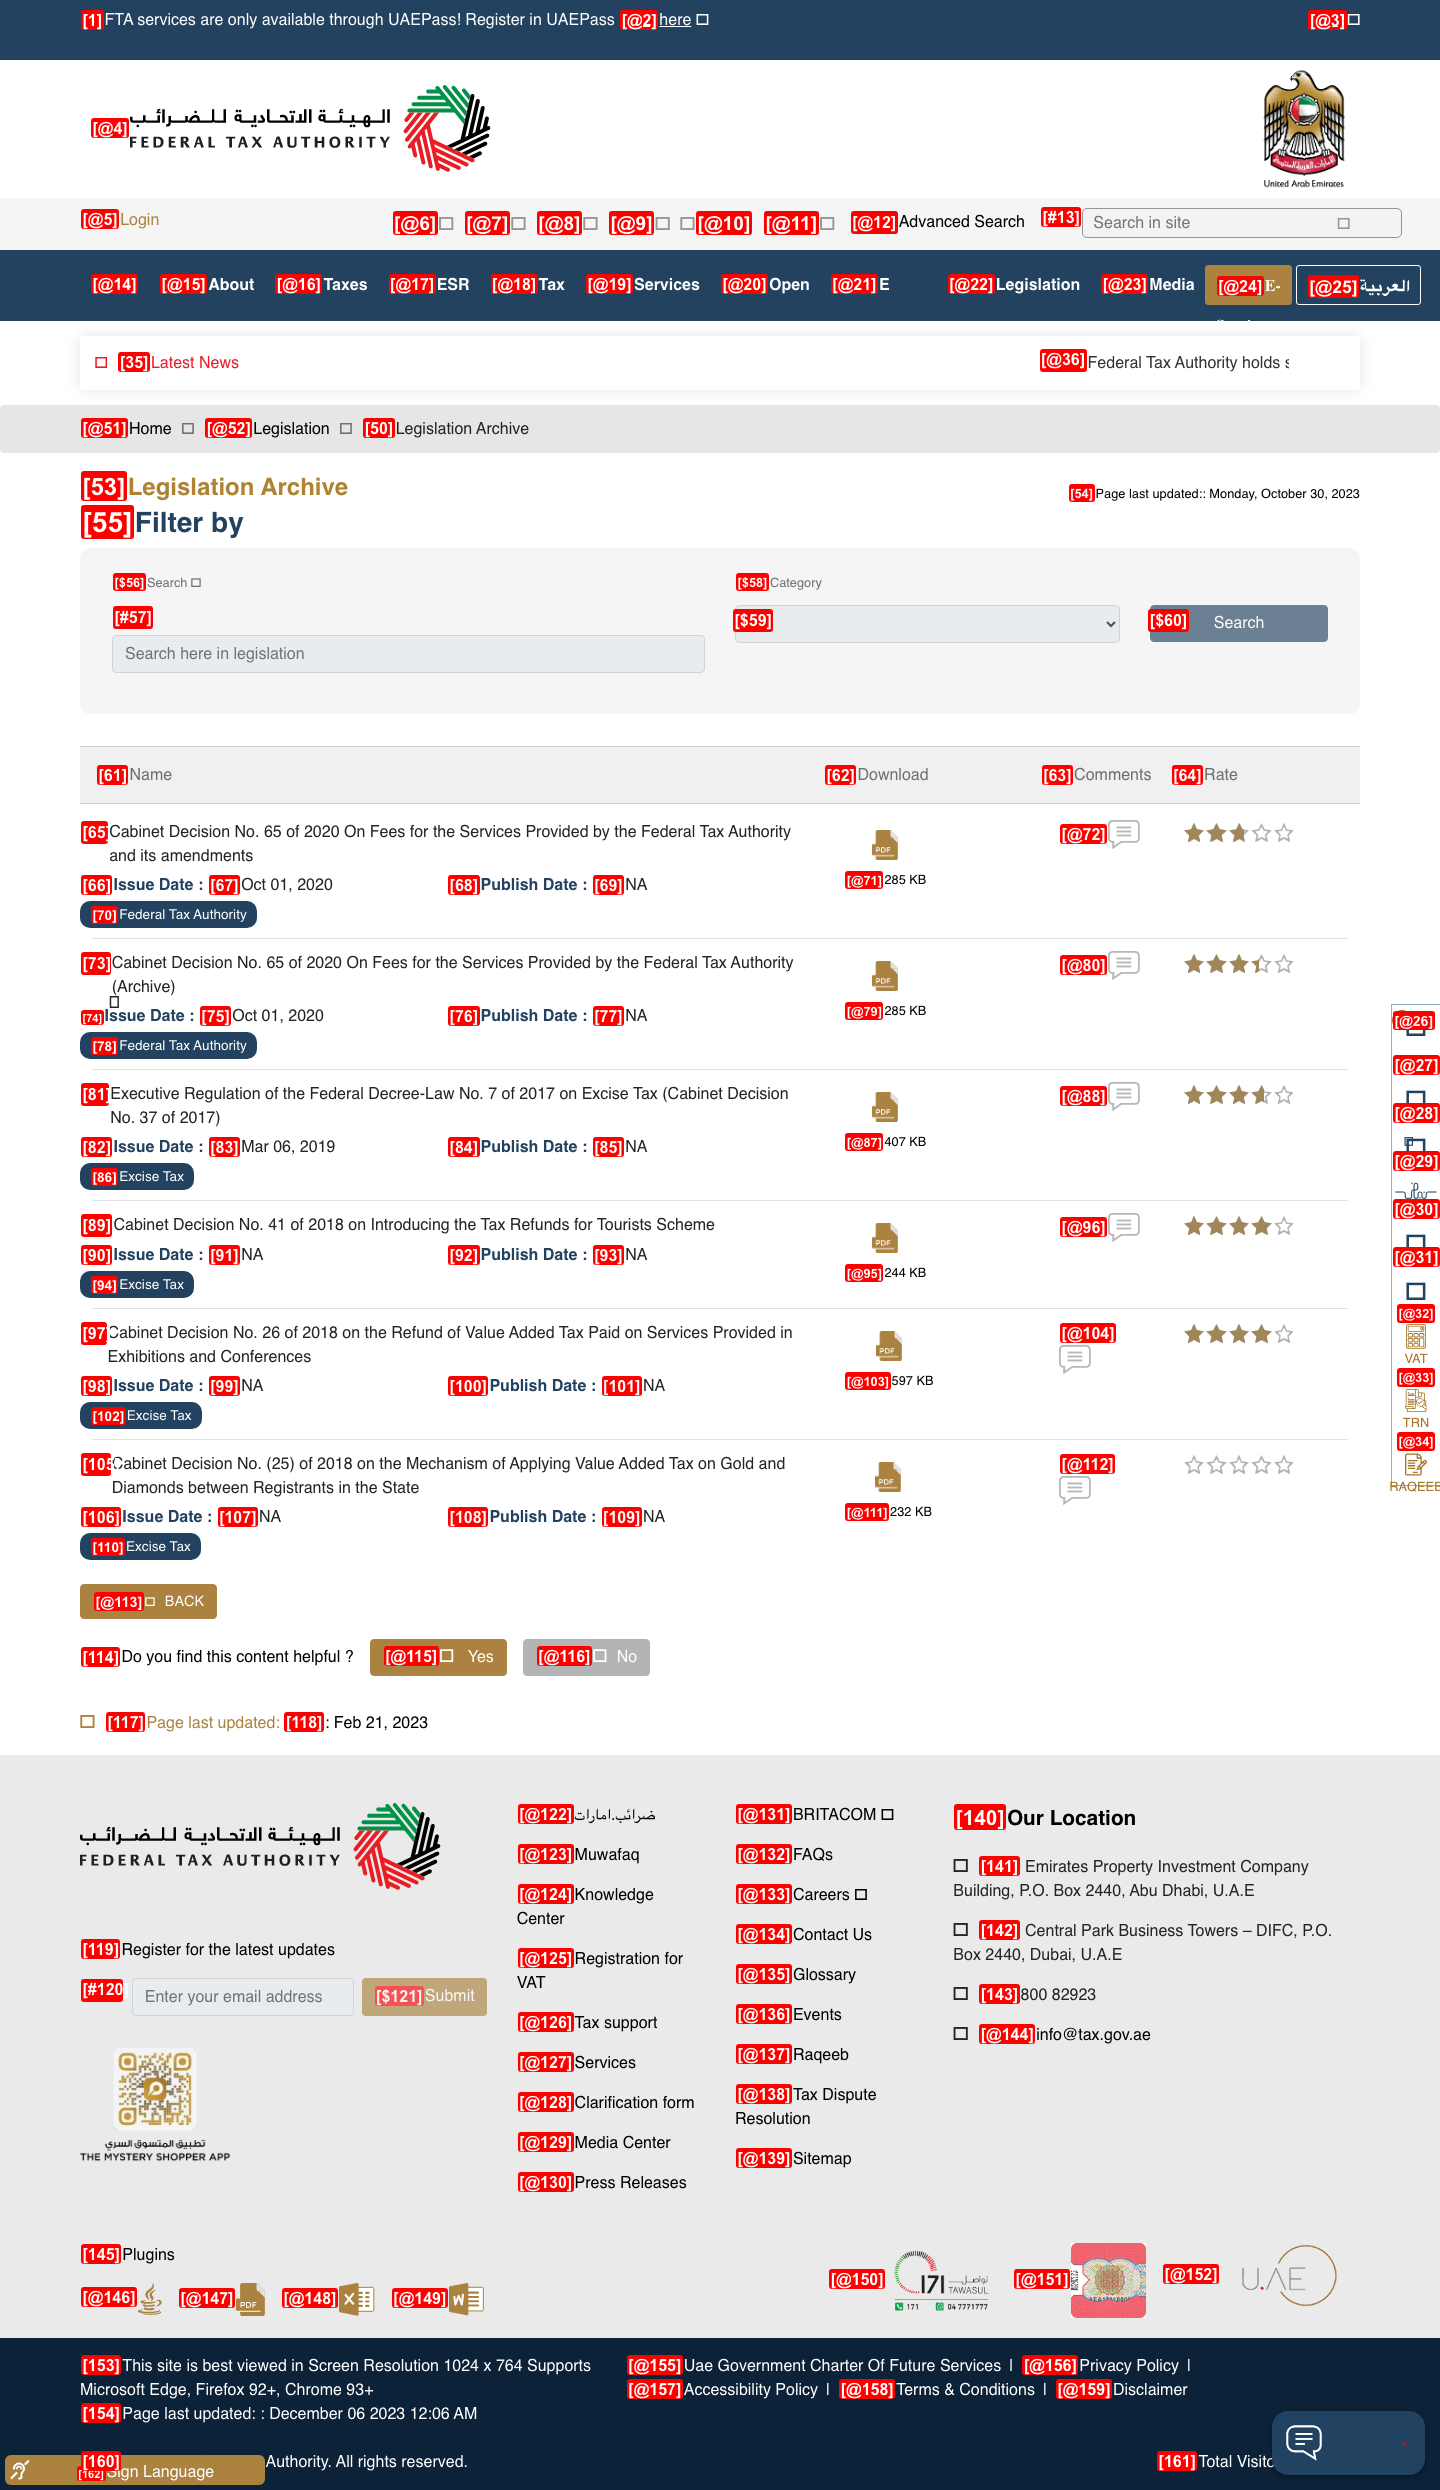 [1]FTA services are only available through UAEPass! Register in UAEPass [@2]here
[@3]
[@4]الهيئة الاتحادية للضرائب
FEDERAL TAX AUTHORITY
United Arab Emirates
[@5]Login
[@6] [@7] [@8] [@9] [@10] [@11] [@12]Advanced Search [#13] Search in site
[@14] [@15]About [@16]Taxes [@17]ESR [@18]Tax [@19]Services [@20]Open [@21]E [@22]Legislation [@23]Media [@24]E- [@25]العربية
[35]Latest News [@36]Federal Tax Authority holds
[@51]Home [@52]Legislation [50]Legislation Archive
[53]Legislation Archive
[54]Page last updated:: Monday, October 30, 2023
[55]Filter by
[$56]Search [$58]Category
[#57] [$59] [$60] Search
Search here in legislation
[61]Name [62]Download [63]Comments [64]Rate
[65]Cabinet Decision No. 65 of 2020 On Fees for the Services Provided by the Federal Tax Authority
and its amendments
[@72]
PDF
[66]Issue Date : [67]Oct 01, 2020 [68]Publish Date : [69]NA [@71]285 KB
[70]Federal Tax Authority
[73]Cabinet Decision No. 65 of 2020 On Fees for the Services Provided by the Federal Tax Authority
(Archive)
[@80]
PDF
[74]Issue Date : [75]Oct 01, 2020 [76]Publish Date : [77]NA [@79]285 KB
[78]Federal Tax Authority
[81]Executive Regulation of the Federal Decree-Law No. 7 of 2017 on Excise Tax (Cabinet Decision
No. 37 of 2017)
[@88]
PDF
[82]Issue Date : [83]Mar 06, 2019 [84]Publish Date : [85]NA [@87]407 KB
[86]Excise Tax
[89]Cabinet Decision No. 41 of 2018 on Introducing the Tax Refunds for Tourists Scheme
[@96]
PDF
[90]Issue Date : [91]NA [92]Publish Date : [93]NA [@95]244 KB
[94]Excise Tax
[97]Cabinet Decision No. 26 of 2018 on the Refund of Value Added Tax Paid on Services Provided in
Exhibitions and Conferences
[@104]
PDF
[98]Issue Date : [99]NA [100]Publish Date : [101]NA [@103]597 KB
[102]Excise Tax
[105Cabinet Decision No. (25) of 2018 on the Mechanism of Applying Value Added Tax on Gold and
Diamonds between Registrants in the State
[@112]
PDF
[106]Issue Date : [107]NA [108]Publish Date : [109]NA [@111]232 KB
[110]Excise Tax
[@26]
[@27]
[@28]
[@29]
[@30]
[@31]
[@32]
VAT
[@33]
TRN
[@34]
RAQEEB
[@113] BACK
[114]Do you find this content helpful ? [@115] Yes [@116] No
[117]Page last updated: [118]: Feb 21, 2023
الهيئة الاتحادية للضرائب
FEDERAL TAX AUTHORITY
[119]Register for the latest updates
[#120] Enter your email address [$121]Submit
تطبيق المتسوق السري
THE MYSTERY SHOPPER APP
[@122]ضرائب.امارات
[@123]Muwafaq
[@124]Knowledge
Center
[@125]Registration for
VAT
[@126]Tax support
[@127]Services
[@128]Clarification form
[@129]Media Center
[@130]Press Releases
[@131]BRITACOM
[@132]FAQs
[@133]Careers
[@134]Contact Us
[@135]Glossary
[@136]Events
[@137]Raqeeb
[@138]Tax Dispute
Resolution
[@139]Sitemap
[140]Our Location
[141] Emirates Property Investment Company
Building, P.O. Box 2440, Abu Dhabi, U.A.E
[142] Central Park Business Towers – DIFC, P.O.
Box 2440, Dubai, U.A.E
[143]800 82923
[@144]info@tax.gov.ae
[145]Plugins
[@146] [@147] PDF [@148] X [@149] W
[@150] 171 تواصل TAWASUL
171 04 7771777
[@151]
[@152] U.AE
[153]This site is best viewed in Screen Resolution 1024 x 764 Supports
Microsoft Edge, Firefox 92+, Chrome 93+
[154]Page last updated: : December 06 2023 12:06 AM
[@155]Uae Government Charter Of Future Services | [@156]Privacy Policy |
[@157]Accessibility Policy | [@158]Terms & Conditions | [@159]Disclaimer
[160] Authority. All rights reserved.
[162]Sign Language
[161]Total